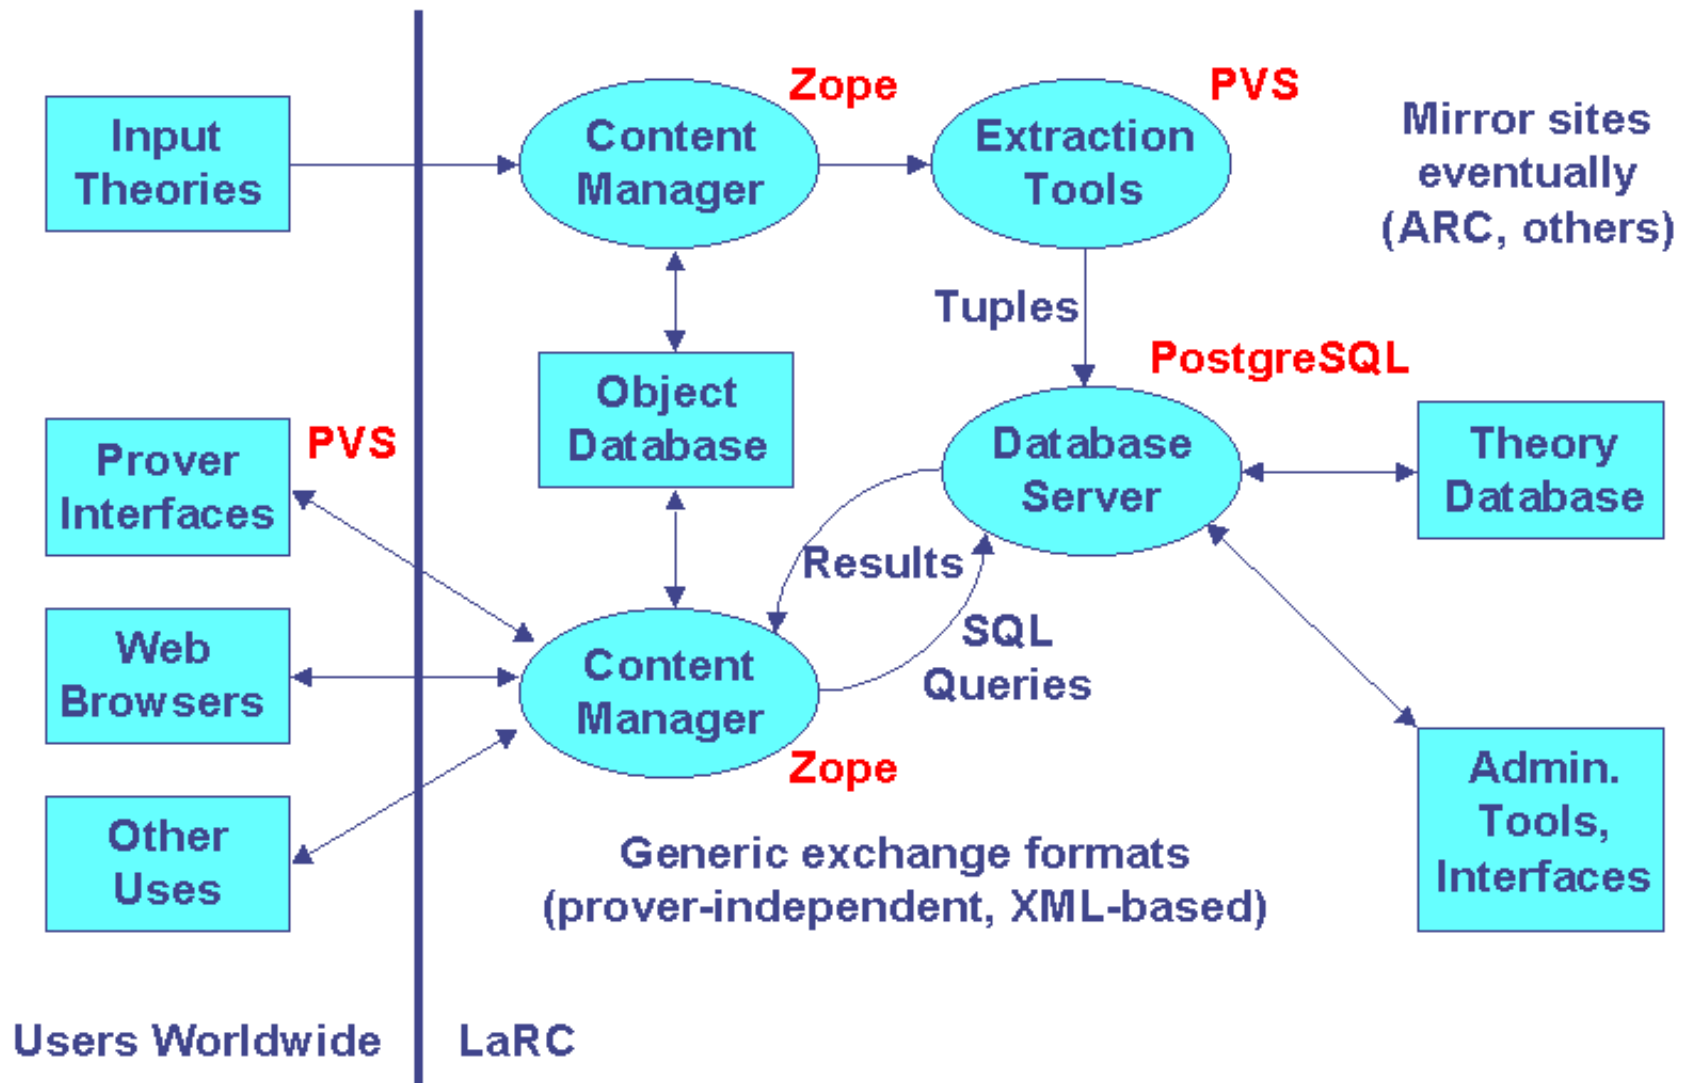 Zope
PVS
Input
Theories
Content
Manager
Extraction
Tools
Mirror sites
eventually
(ARC, others)
Tuples
PostgreSQL
Object
Database
Prover
Interfaces
PVS
Database
Server
Theory
Database
Results
SQL
Queries
Web
Browsers
Content
Manager
Zope
Other
Uses
Admin.
Tools,
Interfaces
Generic exchange formats
(prover-independent, XML-based)
Users Worldwide
LaRC